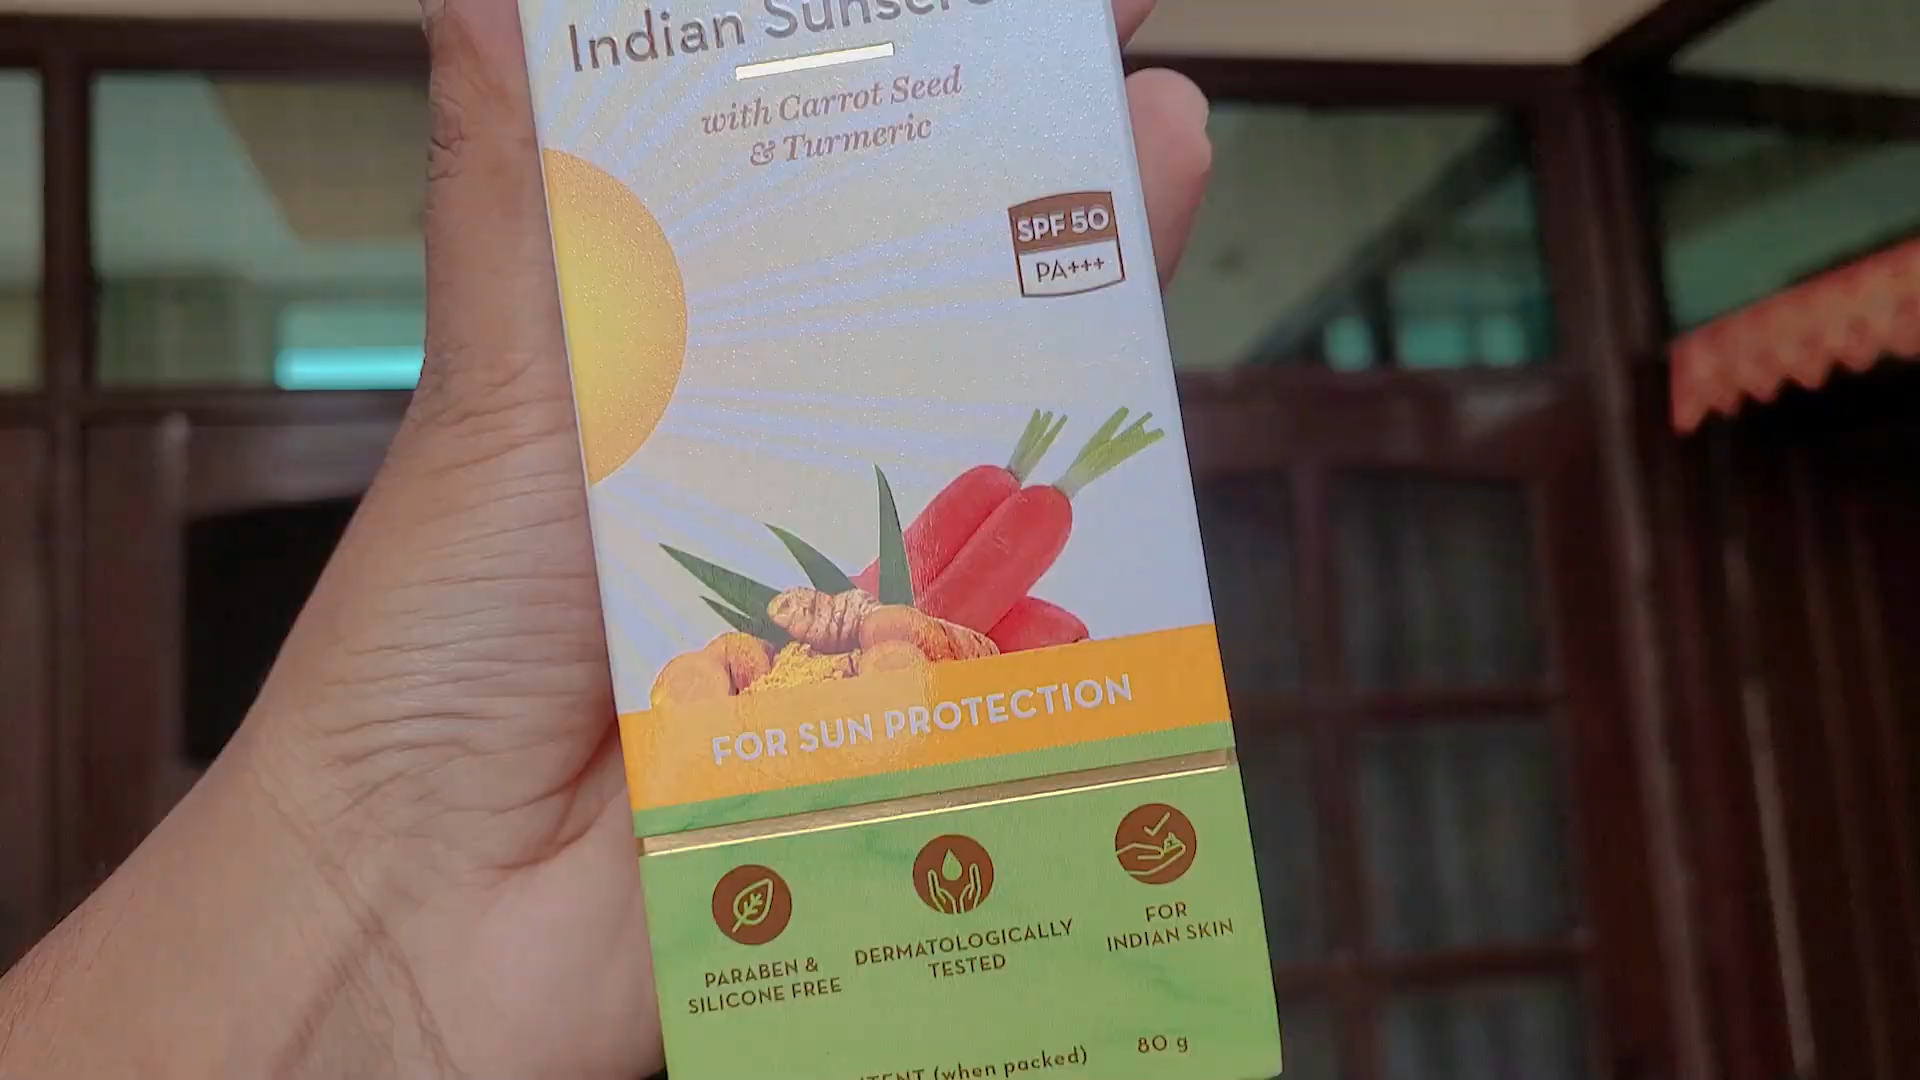 Indian
with Carrot Seed
& Turmeric
SPF 50
PA+++
FOR SUN PROTECTION
PARABEN &
SILICONE FREE
DERMATOLOGICALLY
TESTED
FOR
INDIAN SKIN
(when packed) 80 g